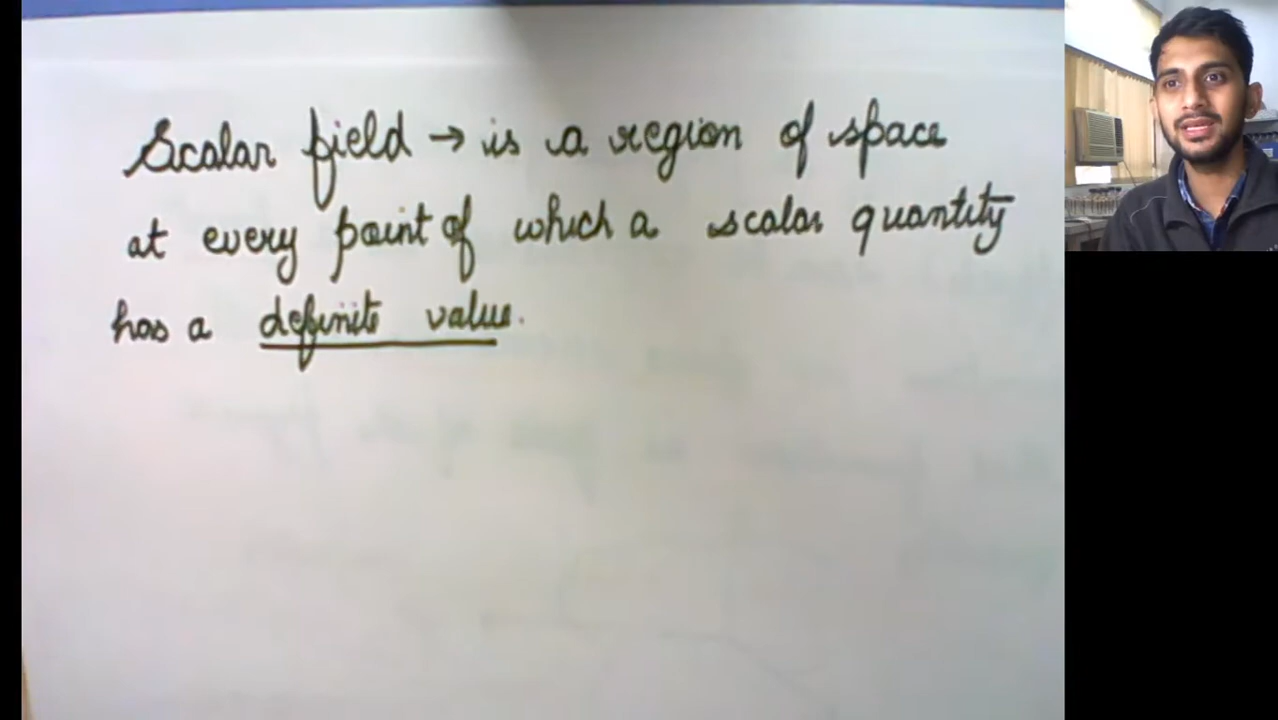 Scalar field → is a region of space
at every point of which a scalar quantity
has a definite value.